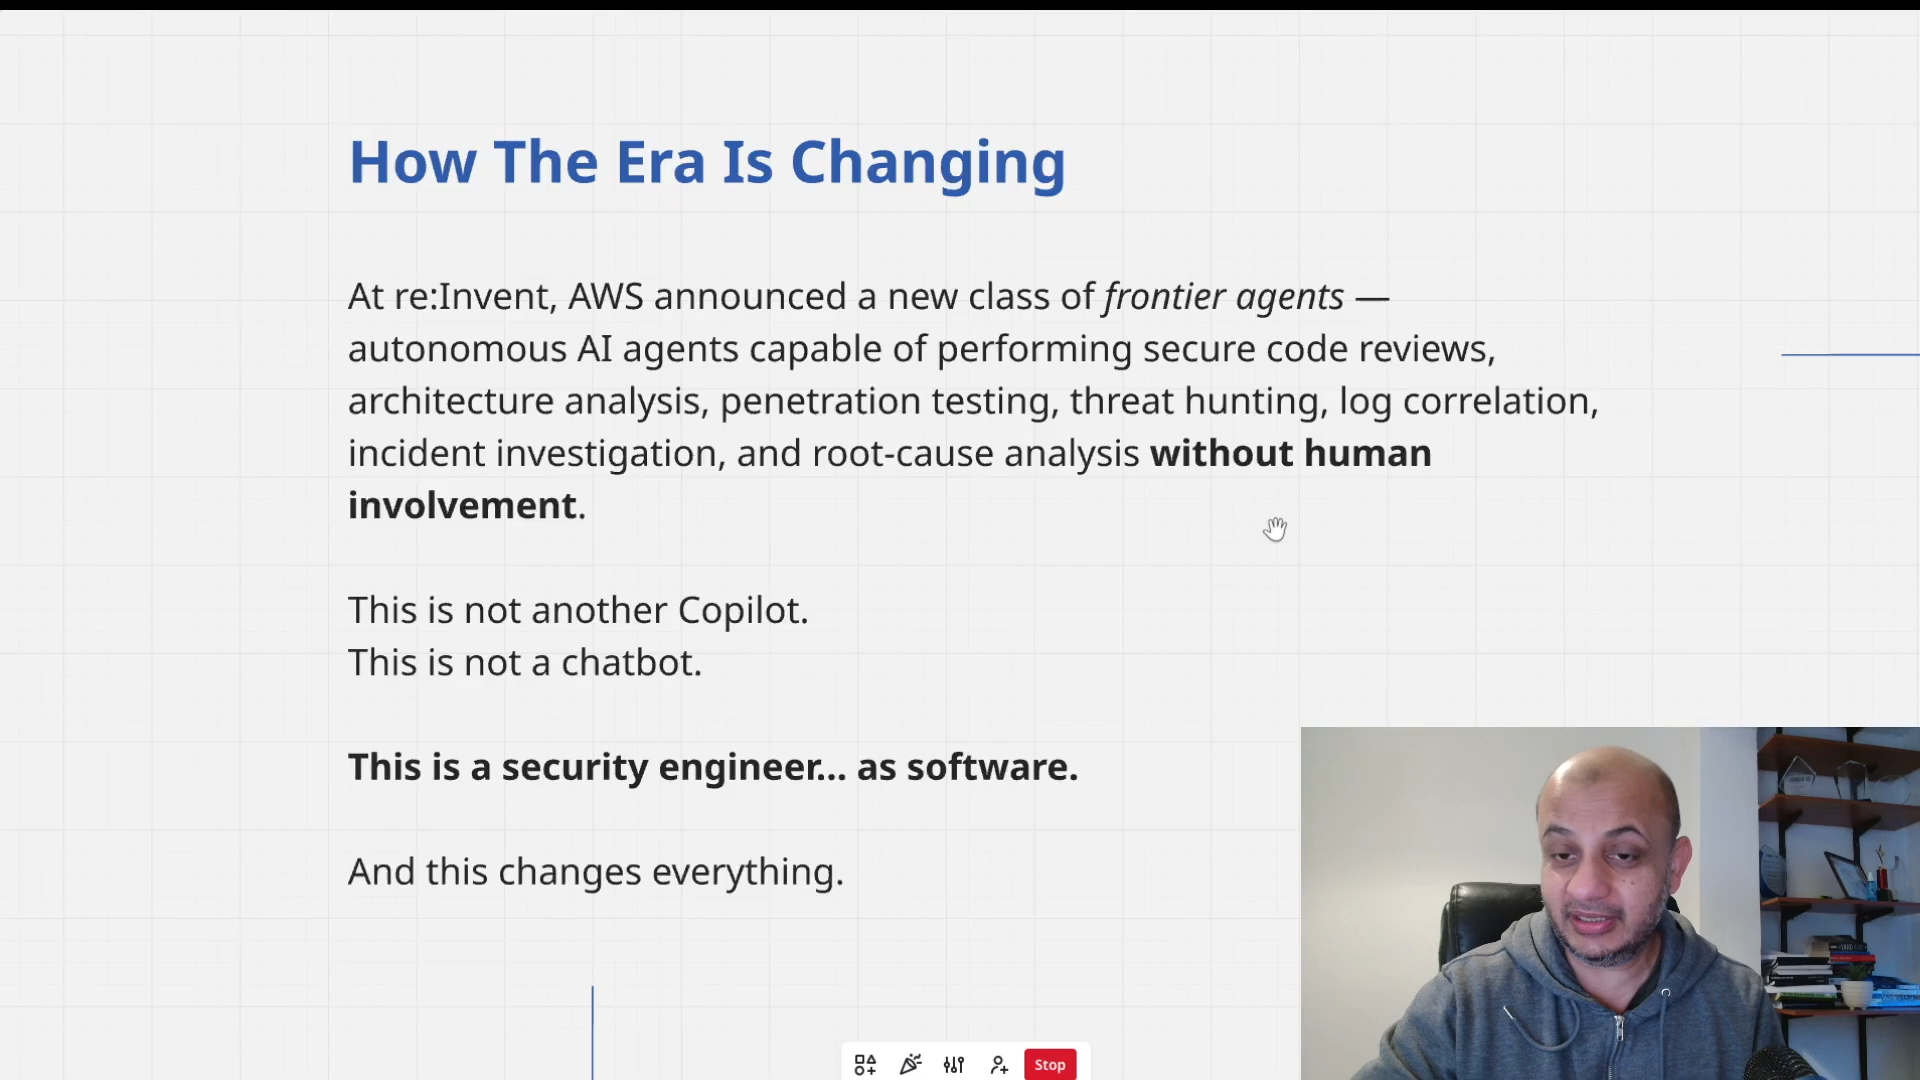 How The Era Is Changing
At re:Invent, AWS announced a new class of frontier agents —
autonomous AI agents capable of performing secure code reviews,
architecture analysis, penetration testing, threat hunting, log correlation,
incident investigation, and root-cause analysis without human
involvement.
This is not another Copilot.
This is not a chatbot.
This is a security engineer... as software.
And this changes everything.
Stop